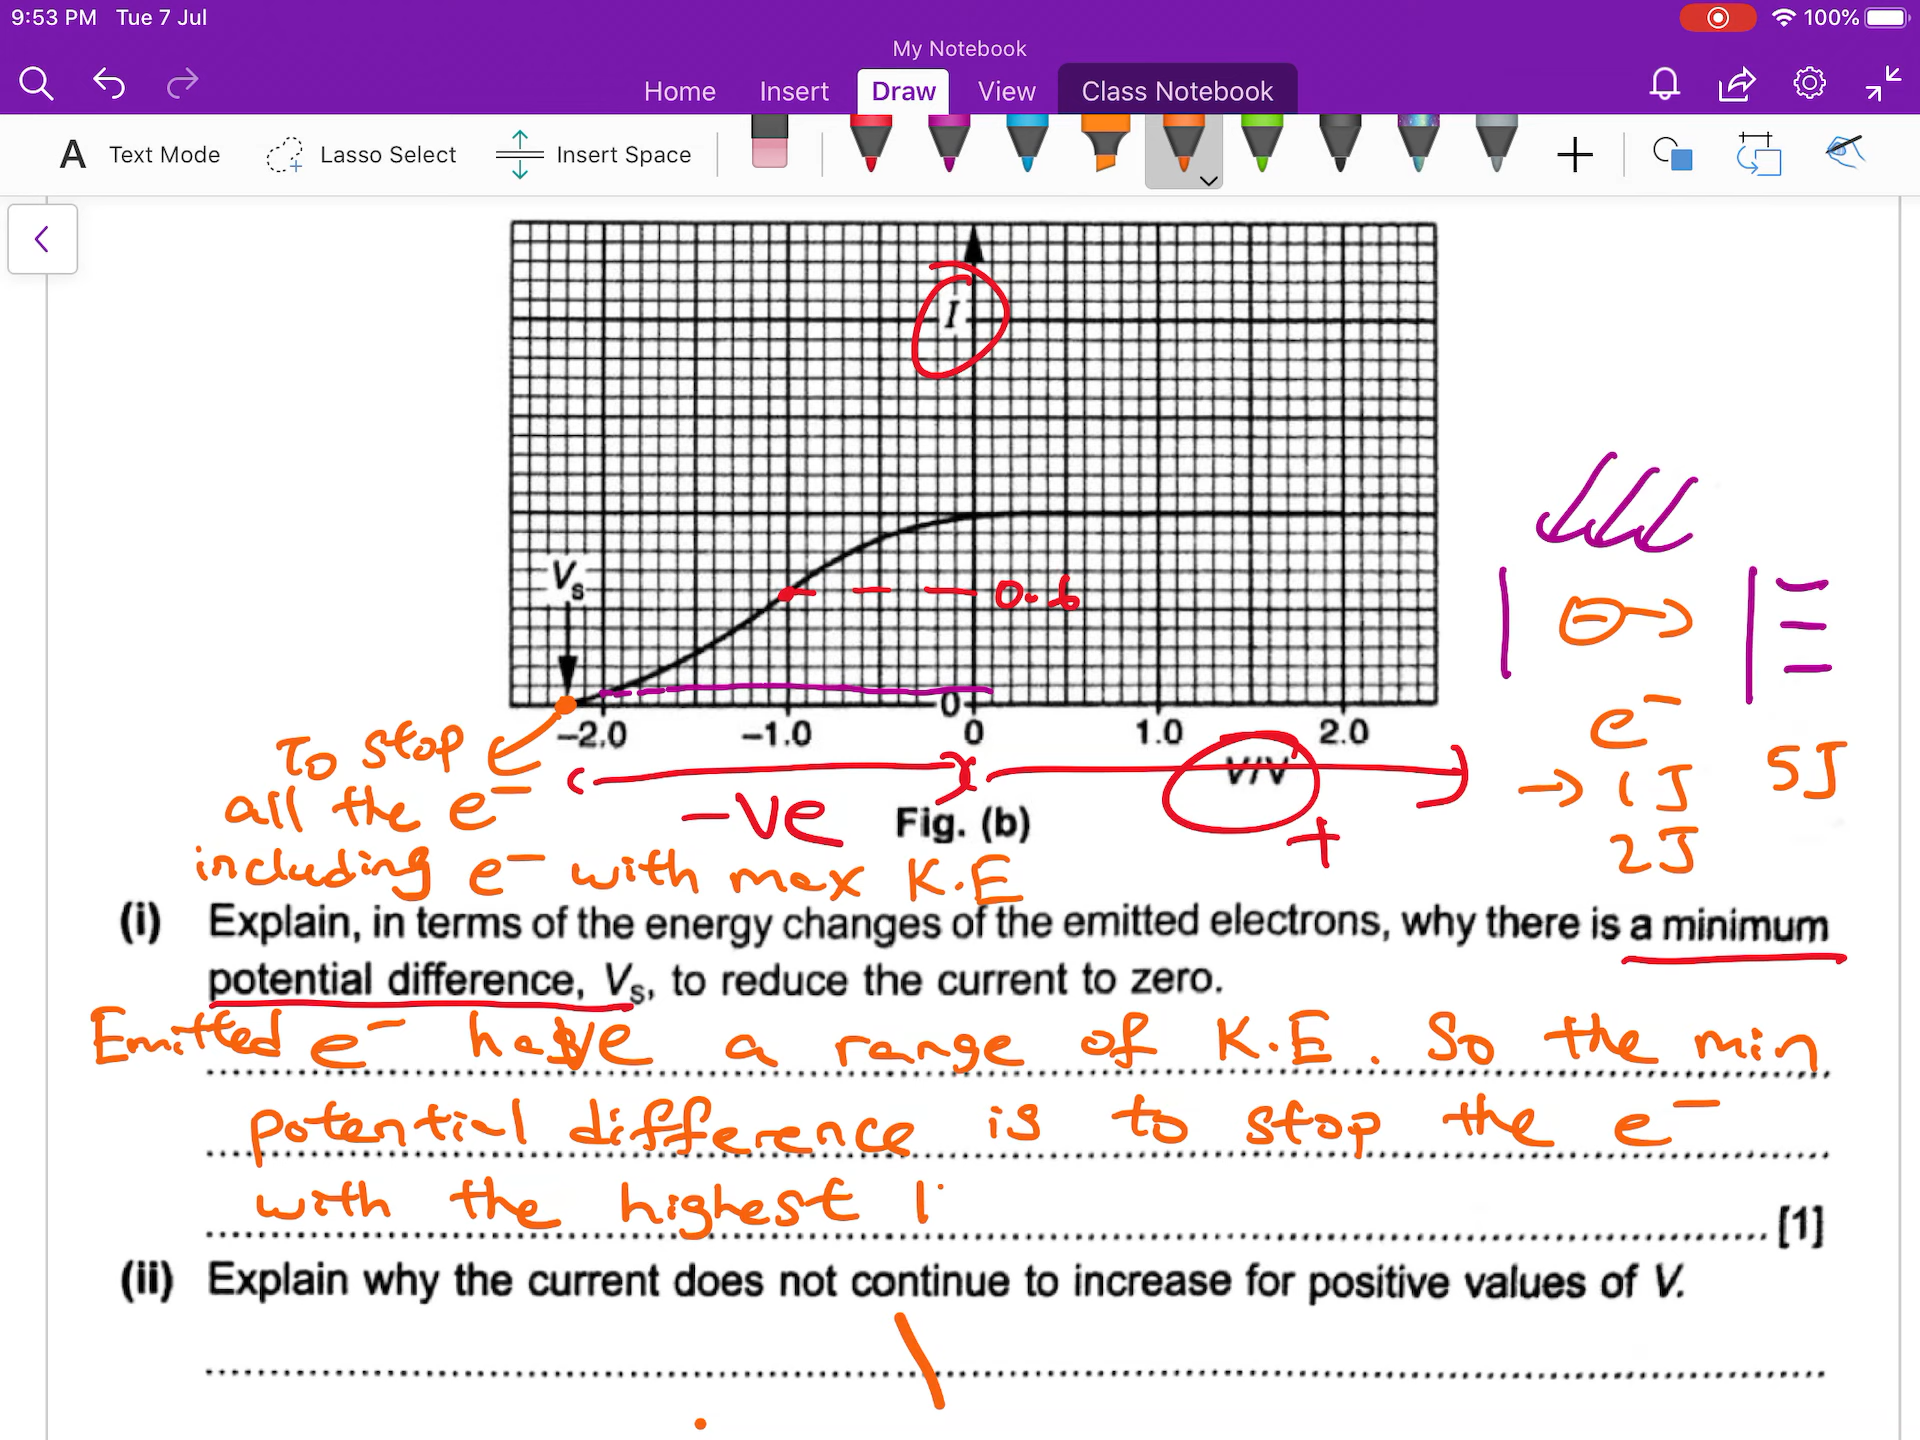 9:53 PM Tue 7 Jul
100%
My Notebook
Home Insert Draw View Class Notebook
A Text Mode Lasso Select Insert Space
I
Vs
0.6
0
-2.0 -1.0 0 1.0 2.0
V/V
To stop
all the e⁻
including e⁻ with max K.E
-ve
+
Fig. (b)
e⁻
→ 1J 5J
2J
(i) Explain, in terms of the energy changes of the emitted electrons, why there is a minimum
potential difference, Vs, to reduce the current to zero.
Emitted e⁻ have a range of K.E. So the min
potential difference is to stop the e⁻
with the highest
[1]
(ii) Explain why the current does not continue to increase for positive values of V.